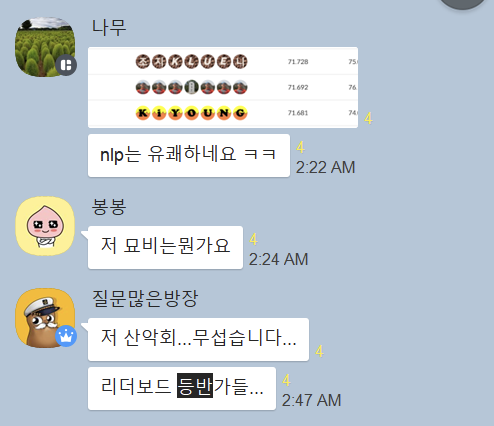 나무
조지KLUE나 71.728
71.692 76.
KiYOUNG 71.681
4
nlp는 유쾌하네요 ㅋㅋ 4
2:22 AM
봉봉
저 묘비는뭔가요 4
2:24 AM
질문많은방장
저 산악회...무섭습니다... 4
리더보드 등반가들... 4
2:47 AM